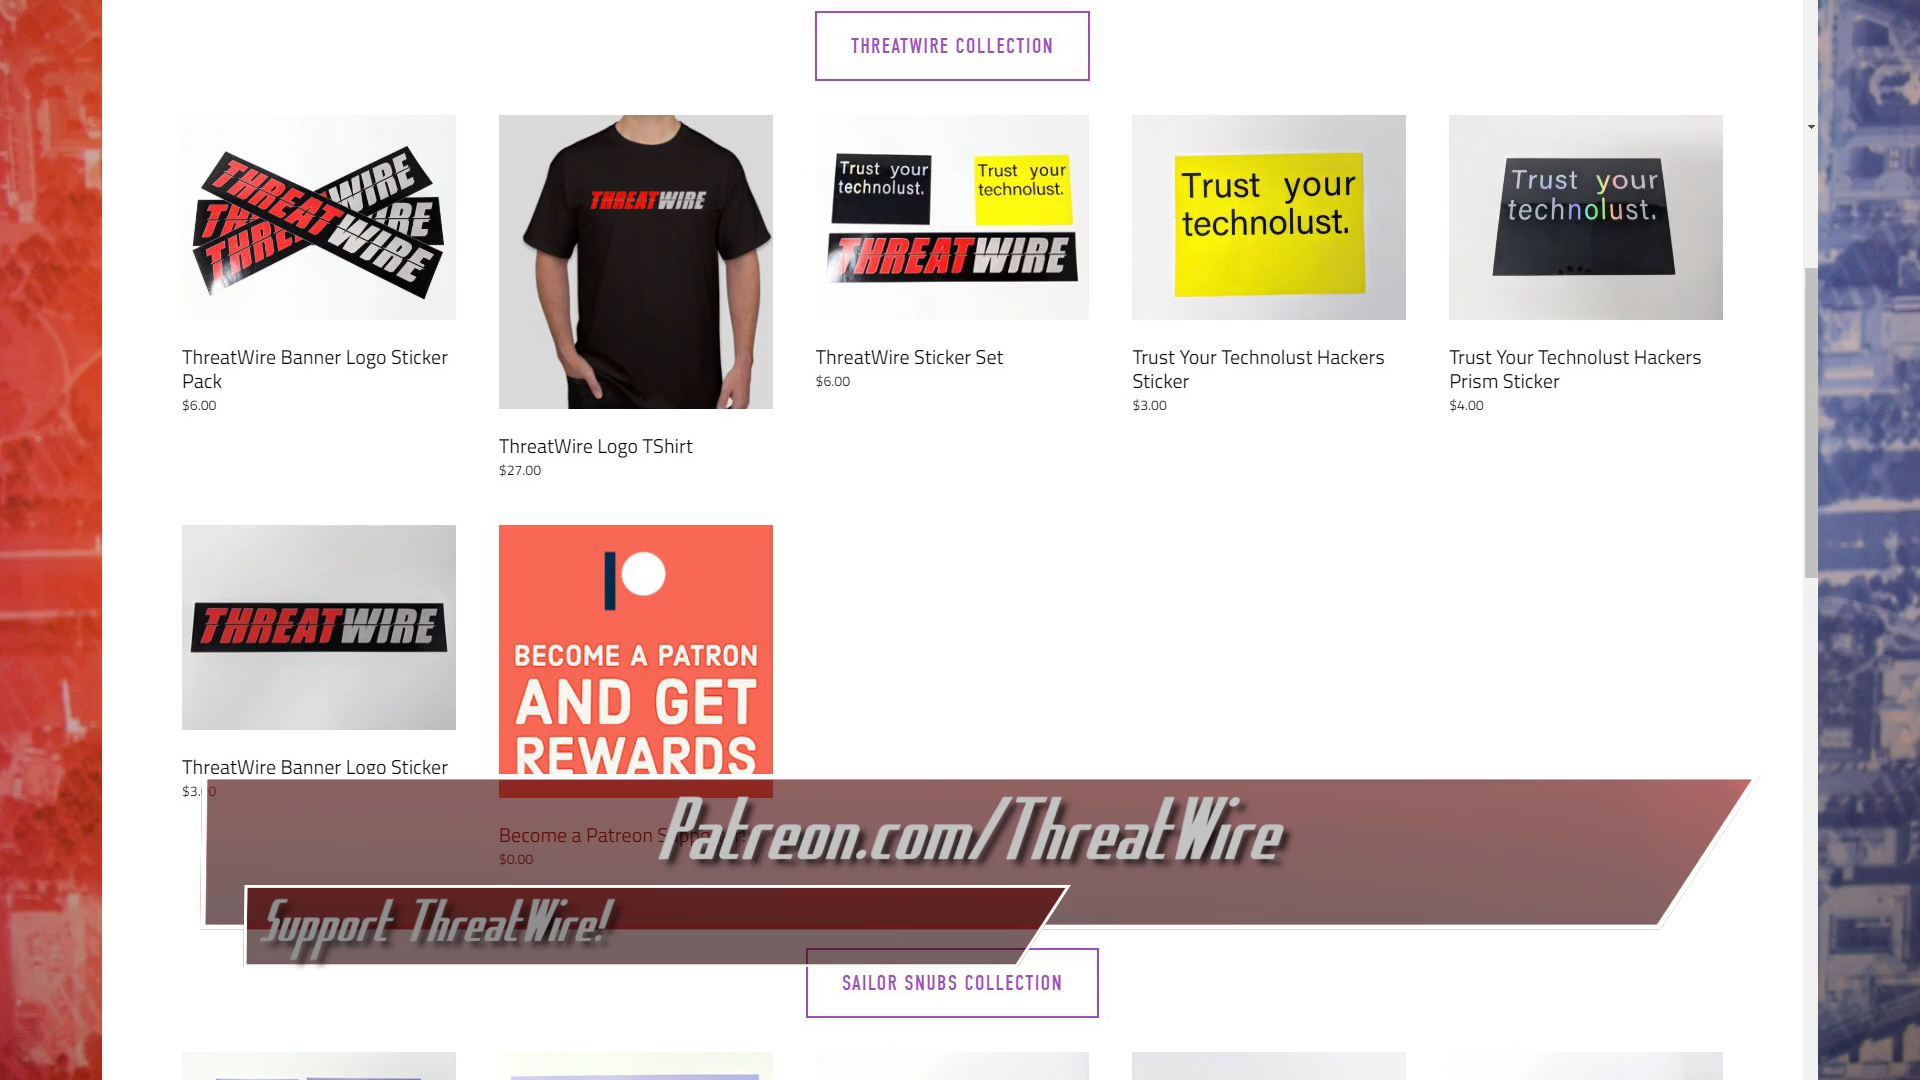 THREATWIRE COLLECTION
THREATWIRE
THREATWIRE
THREATWIRE
THREATWIRE
Trust your
technolust.
Trust your
technolust.
THREATWIRE
Trust your
technolust.
Trust your
technolust.
ThreatWire Banner Logo Sticker
Pack
$6.00
ThreatWire Logo TShirt
$27.00
ThreatWire Sticker Set
$6.00
Trust Your Technolust Hackers
Sticker
$3.00
Trust Your Technolust Hackers
Prism Sticker
$4.00
THREATWIRE
BECOME A PATRON
AND GET
REWARDS
ThreatWire Banner Logo Sticker
$3.00
Become a Patreon Supporter!
$0.00
Patreon.com/ThreatWire
Support ThreatWire!
SAILOR SNUBS COLLECTION